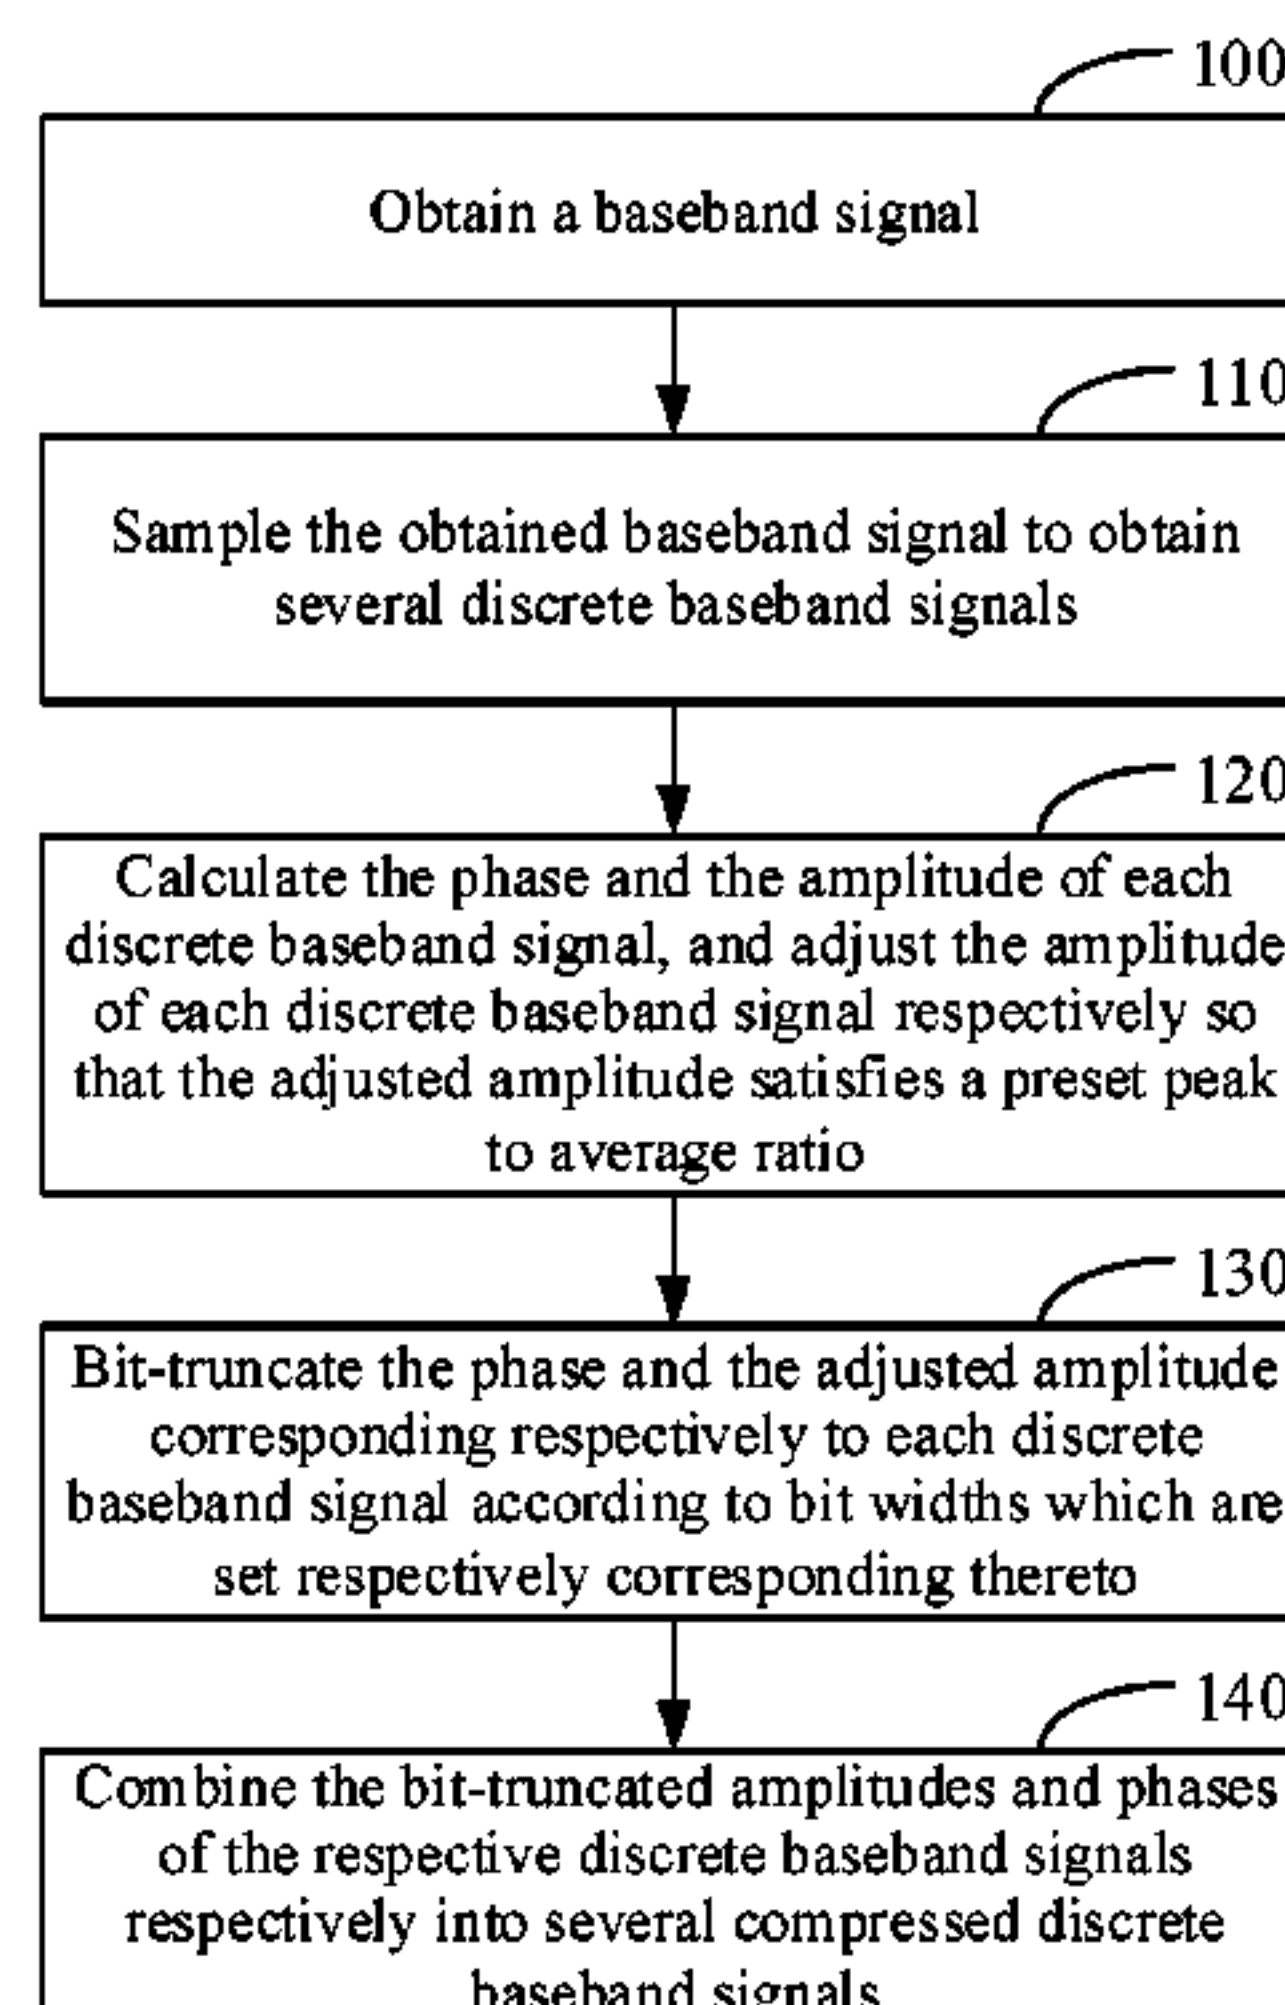 100
Obtain a baseband signal
110
Sample the obtained baseband signal to obtain
several discrete baseband signals
120
Calculate the phase and the amplitude of each
discrete baseband signal, and adjust the amplitude
of each discrete baseband signal respectively so
that the adjusted amplitude satisfies a preset peak
to average ratio
130
Bit-truncate the phase and the adjusted amplitude
corresponding respectively to each discrete
baseband signal according to bit widths which are
set respectively corresponding thereto
140
Combine the bit-truncated amplitudes and phases
of the respective discrete baseband signals
respectively into several compressed discrete
baseband signals